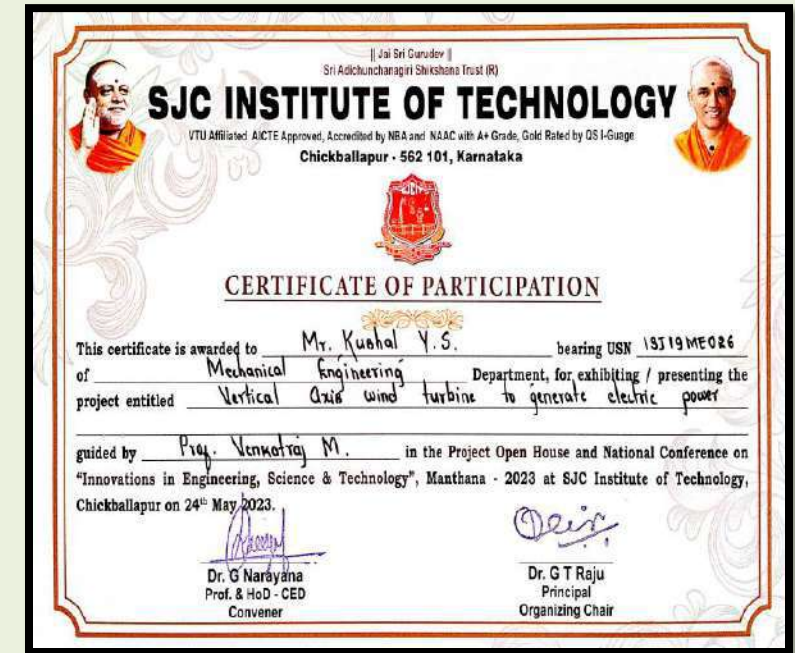 || Jai Sri Gurudev ||
Sri Adichunchanagiri Shikshana Trust (R)
SJC INSTITUTE OF TECHNOLOGY
VTU Affiliated AICTE Approved, Accredited by NBA and NAAC with A+ Grade, Gold Rated by QS I-Guage
Chickballapur - 562 101, Karnataka
SJCIT
CERTIFICATE OF PARTICIPATION
This certificate is awarded to Mr. Kushal Y.S. bearing USN 1SJ19ME026
of Mechanical Engineering Department, for exhibiting / presenting the
project entitled Vertical axis wind turbine to generate electric power
guided by Prof. Venkatraj M. in the Project Open House and National Conference on
“Innovations in Engineering, Science & Technology”, Manthana - 2023 at SJC Institute of Technology,
Chickballapur on 24th May 2023.
Dr. G Narayana
Prof. & HoD - CED
Convener
Dr. G T Raju
Principal
Organizing Chair